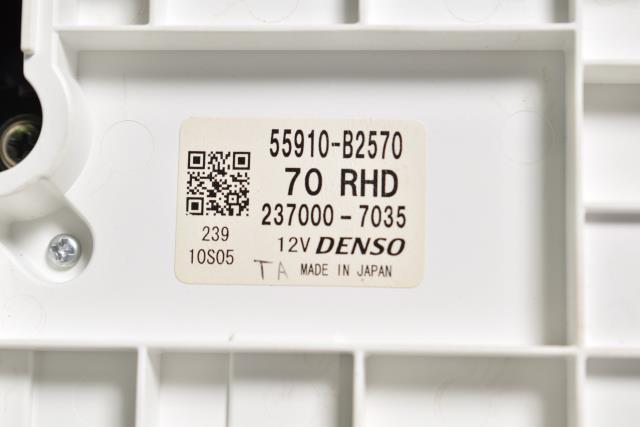 55910-B2570
70 RHD
237000-7035
239
12V DENSO
10S05
TA MADE IN JAPAN